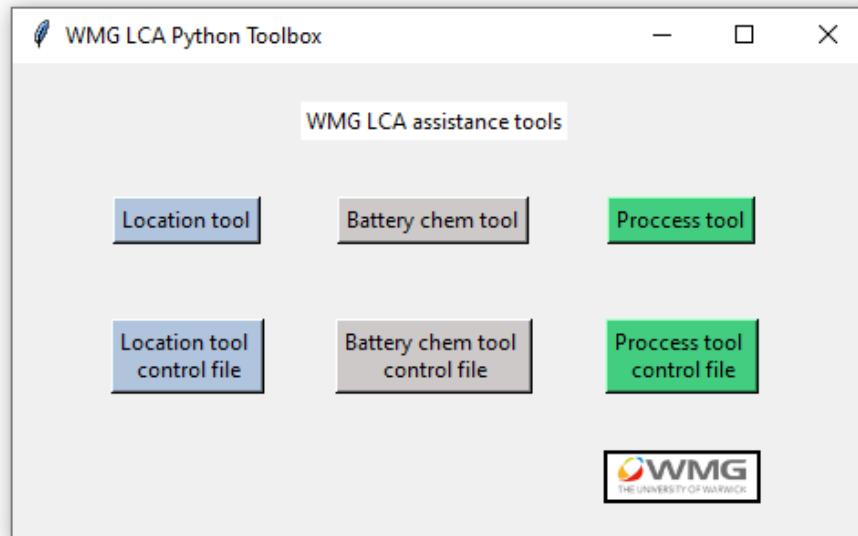 WMG LCA Python Toolbox
WMG LCA assistance tools
Location tool
Battery chem tool
Proccess tool
Location tool
control file
Battery chem tool
control file
Proccess tool
control file
WMG
THE UNIVERSITY OF WARWICK